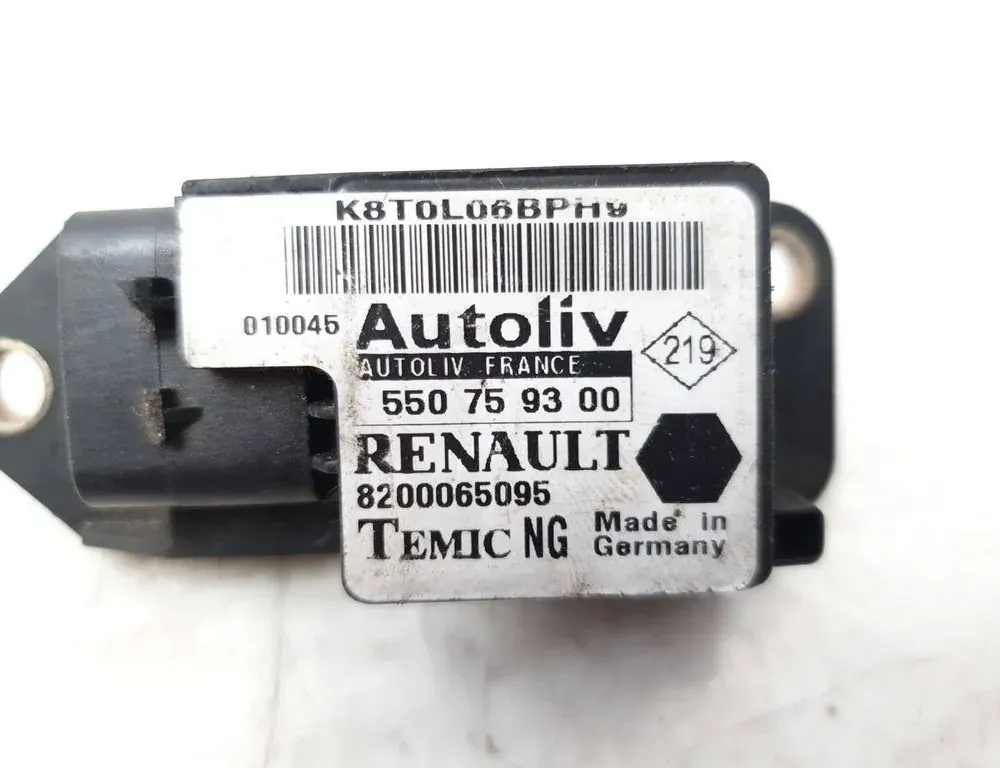 K8T0L06BPH9
010045
Autoliv
219
AUTOLIV FRANCE
550 75 93 00
RENAULT
8200065095
TEMIC NG
Made in
Germany